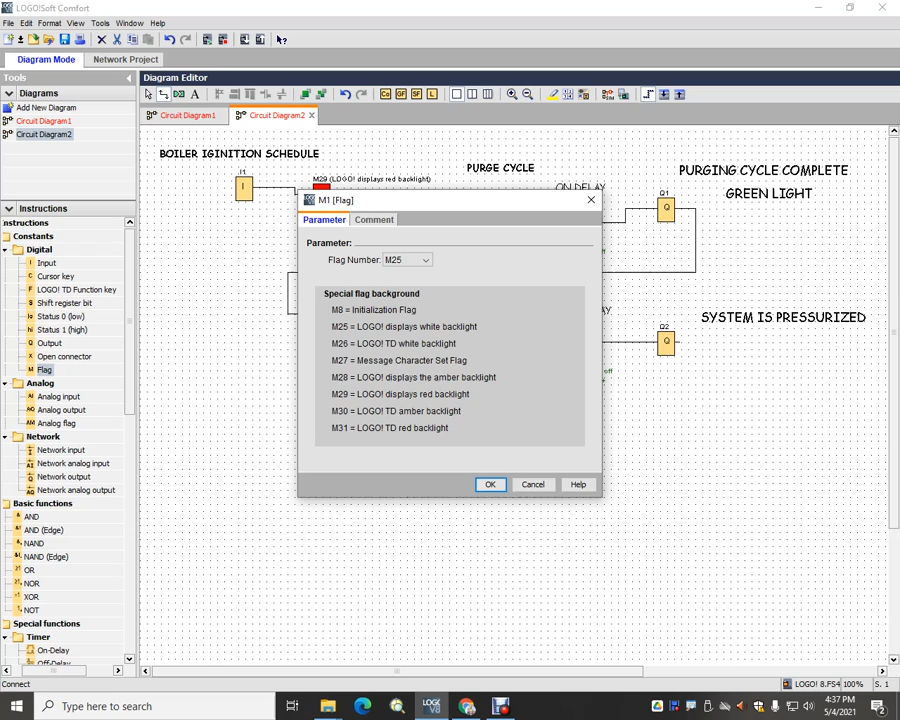 LOGO!Soft Comfort
File Edit Format View Tools Window Help
Diagram Mode Network Project
Tools
Diagram Editor
Diagrams
Add New Diagram
Circuit Diagram1
Circuit Diagram2
Co GF SF L
Circuit Diagram1 Circuit Diagram2
BOILER IGINITION SCHEDULE
PURGE CYCLE
PURGING CYCLE COMPLETE
GREEN LIGHT
I1
I
M29 (LOGO! displays red backlight)
ON DELAY
Q1
Q
SYSTEM IS PRESSURIZED
Q2
Q
off
M1 [Flag]
Parameter Comment
Parameter:
Flag Number: M25
Special flag background
M8 = Initialization Flag
M25 = LOGO! displays white backlight
M26 = LOGO! TD white backlight
M27 = Message Character Set Flag
M28 = LOGO! displays the amber backlight
M29 = LOGO! displays red backlight
M30 = LOGO! TD amber backlight
M31 = LOGO! TD red backlight
OK Cancel Help
Instructions
nstructions
Constants
Digital
Input
Cursor key
LOGO! TD Function key
Shift register bit
Status 0 (low)
Status 1 (high)
Output
Open connector
Flag
Analog
Analog input
Analog output
Analog flag
Network
Network input
Network analog input
Network output
Network analog output
Basic functions
AND
AND (Edge)
NAND
NAND (Edge)
OR
NOR
XOR
NOT
Special functions
Timer
On-Delay
Off-Delay
Connect
LOGO! 8.FS4 100% S. 1
Type here to search
4:37 PM
5/4/2021